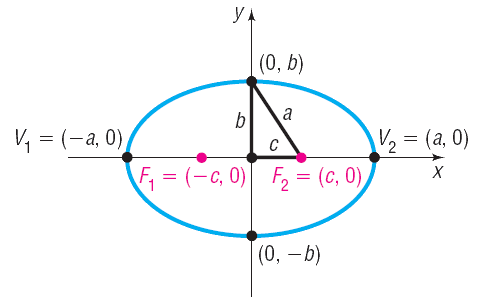 y
(0, b)
b
a
c
V₁ = (−a, 0)
V₂ = (a, 0)
F₁ = (−c, 0)
F₂ = (c, 0)
x
(0, −b)